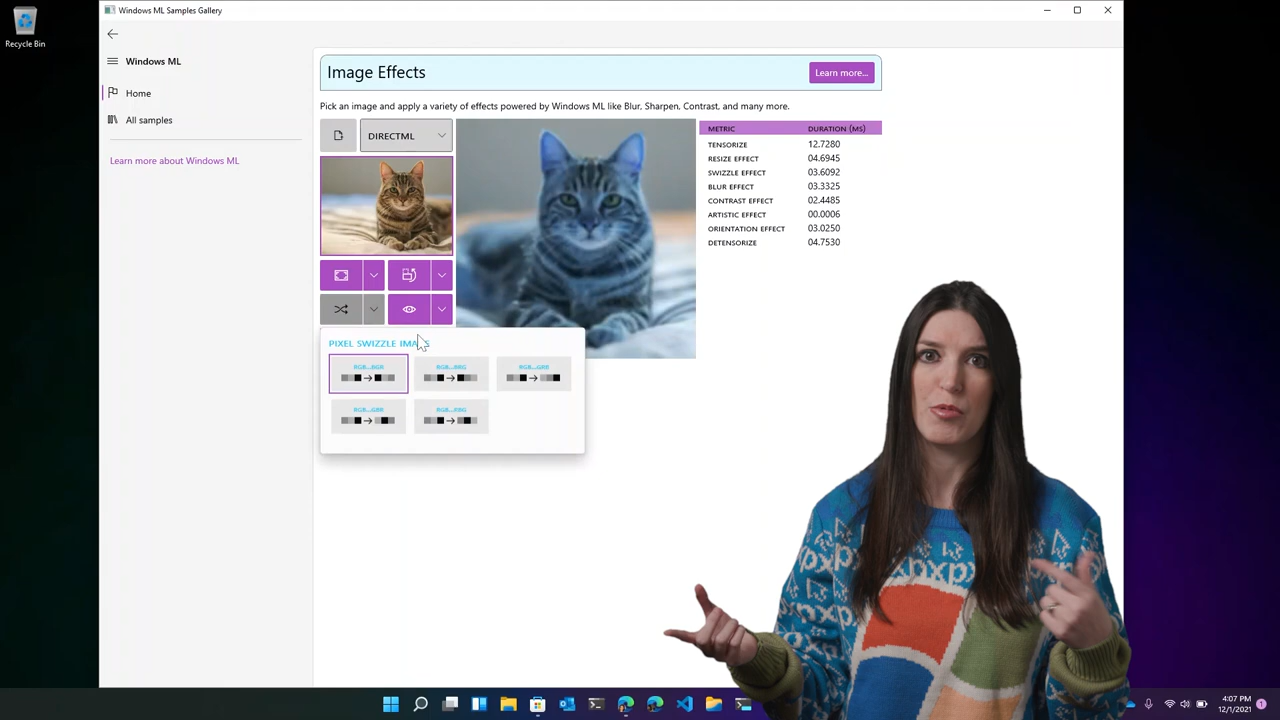 Windows ML Samples Gallery
Recycle Bin
Windows ML
Home
All samples
Learn more about Windows ML
Image Effects
Learn more...
Pick an image and apply a variety of effects powered by Windows ML like Blur, Sharpen, Contrast, and many more.
DIRECTML
METRIC DURATION (MS)
TENSORIZE 12.7280
RESIZE EFFECT 04.6945
SWIZZLE EFFECT 03.6092
BLUR EFFECT 03.3325
CONTRAST EFFECT 02.4485
ARTISTIC EFFECT 00.0006
ORIENTATION EFFECT 03.0250
DETENSORIZE 04.7530
PIXEL SWIZZLE IMAGE
RGB...BGR
4:07 PM
12/1/2021
1